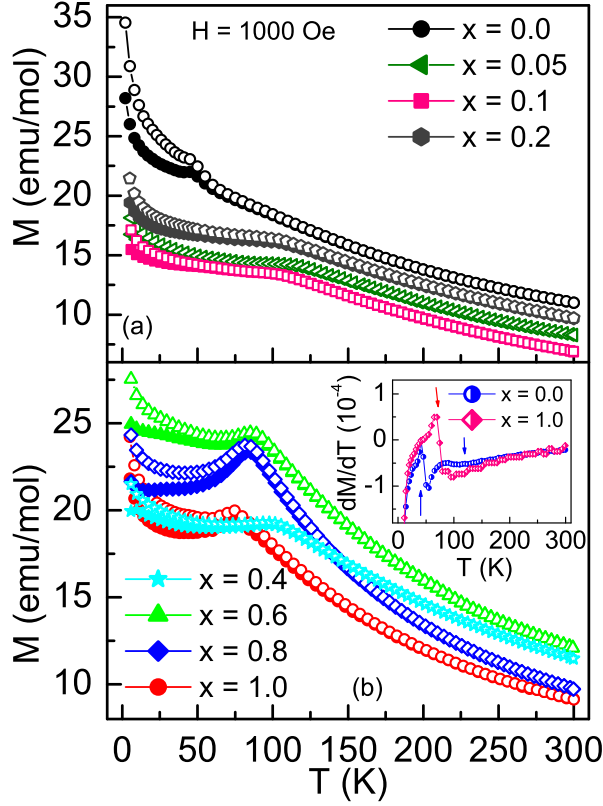 H = 1000 Oe
x = 0.0
x = 0.05
x = 0.1
x = 0.2
35
30
25
20
15
10
M (emu/mol)
(a)
x = 0.0
x = 1.0
dM/dT (10⁻⁴)
1
0
-1
0 100 200 300
T (K)
25
20
15
10
M (emu/mol)
x = 0.4
x = 0.6
x = 0.8
x = 1.0
(b)
0 50 100 150 200 250 300
T (K)